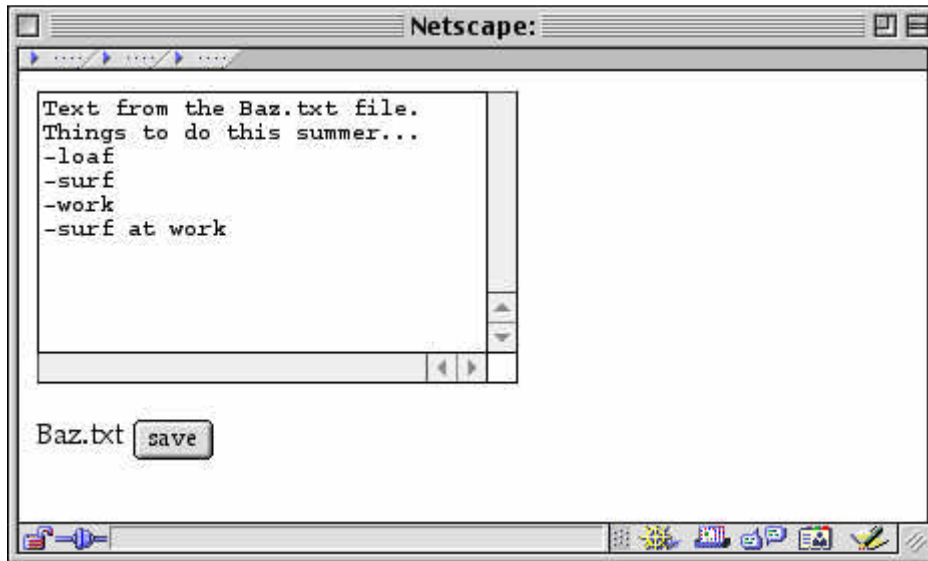 Netscape:
Text from the Baz.txt file.
Things to do this summer...
-loaf
-surf
-work
-surf at work
Baz.txt save